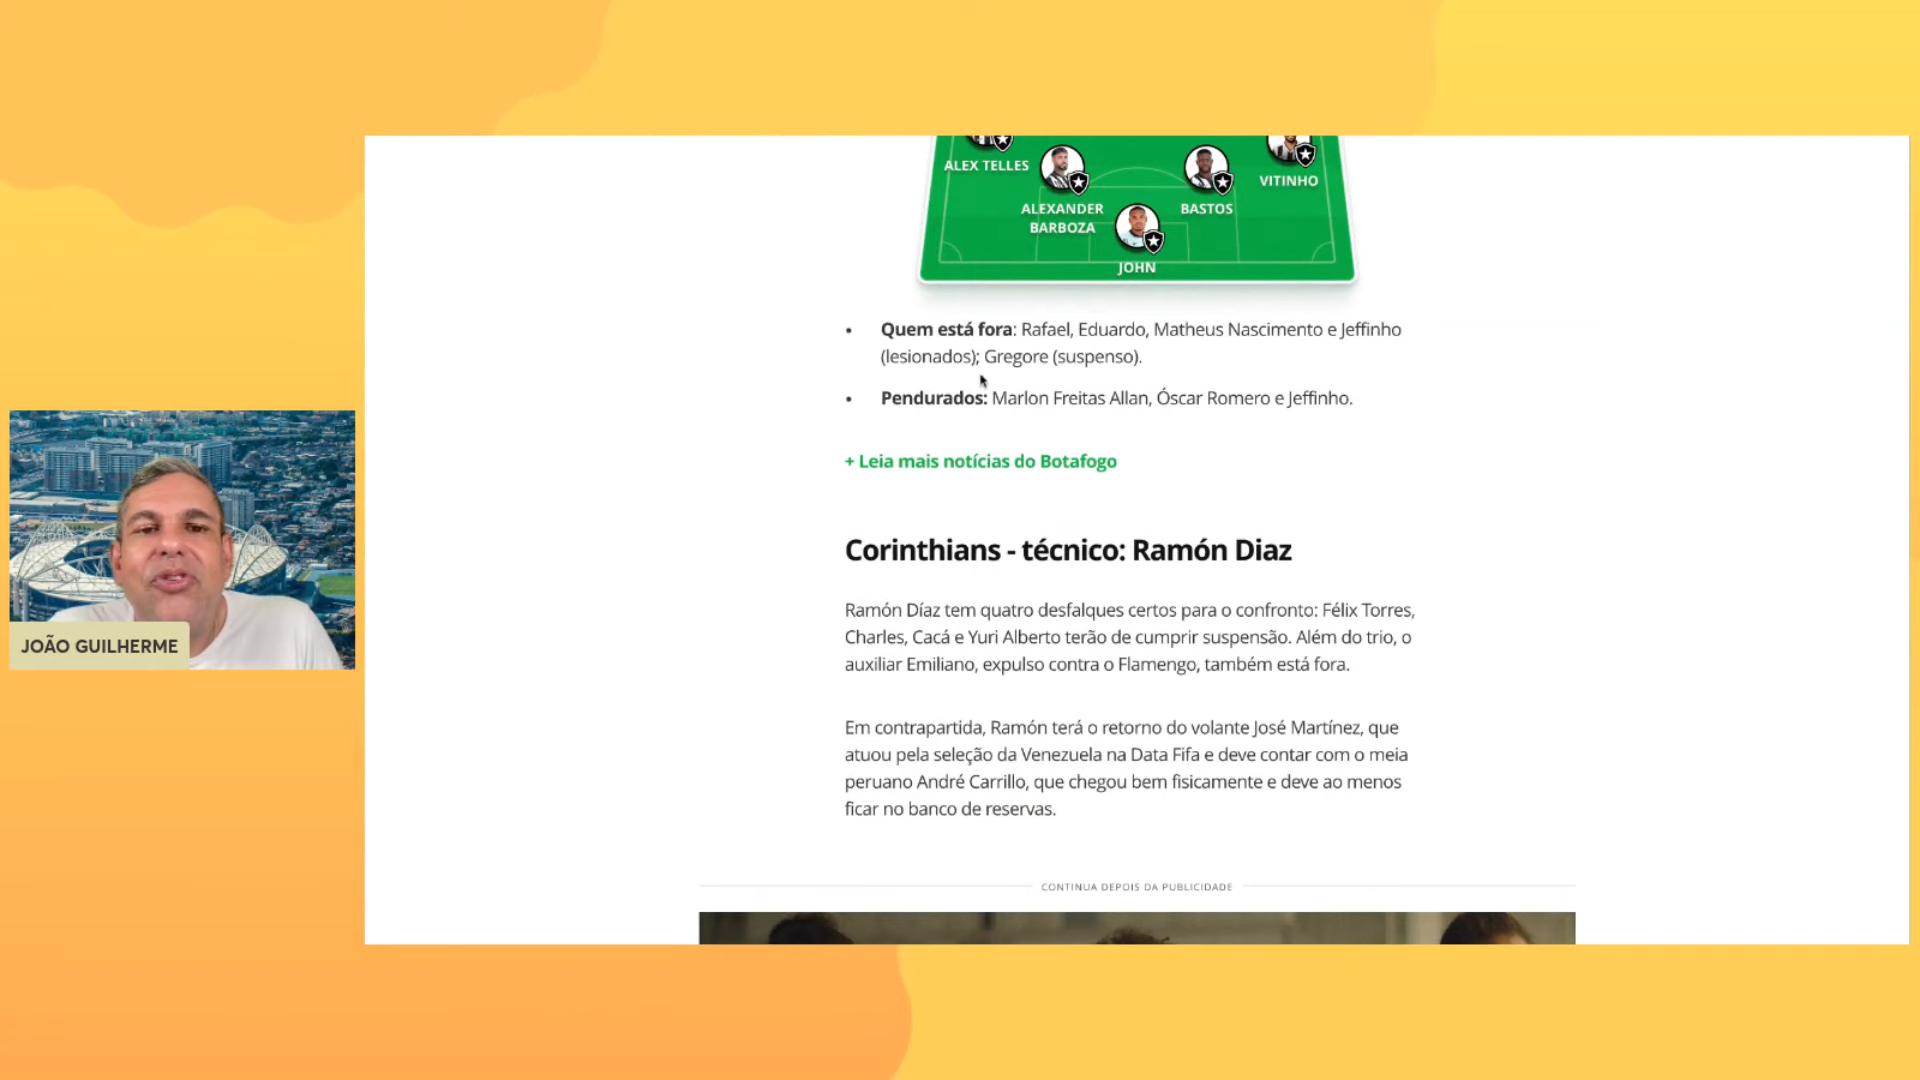 ALEX TELLES
VITINHO
ALEXANDER
BARBOZA
BASTOS
JOHN
• Quem está fora: Rafael, Eduardo, Matheus Nascimento e Jeffinho
(lesionados); Gregore (suspenso).
• Pendurados: Marlon Freitas Allan, Óscar Romero e Jeffinho.
+ Leia mais notícias do Botafogo
Corinthians - técnico: Ramón Diaz
Ramón Díaz tem quatro desfalques certos para o confronto: Félix Torres,
Charles, Cacá e Yuri Alberto terão de cumprir suspensão. Além do trio, o
auxiliar Emiliano, expulso contra o Flamengo, também está fora.
Em contrapartida, Ramón terá o retorno do volante José Martínez, que
atuou pela seleção da Venezuela na Data Fifa e deve contar com o meia
peruano André Carrillo, que chegou bem fisicamente e deve ao menos
ficar no banco de reservas.
CONTINUA DEPOIS DA PUBLICIDADE
JOÃO GUILHERME